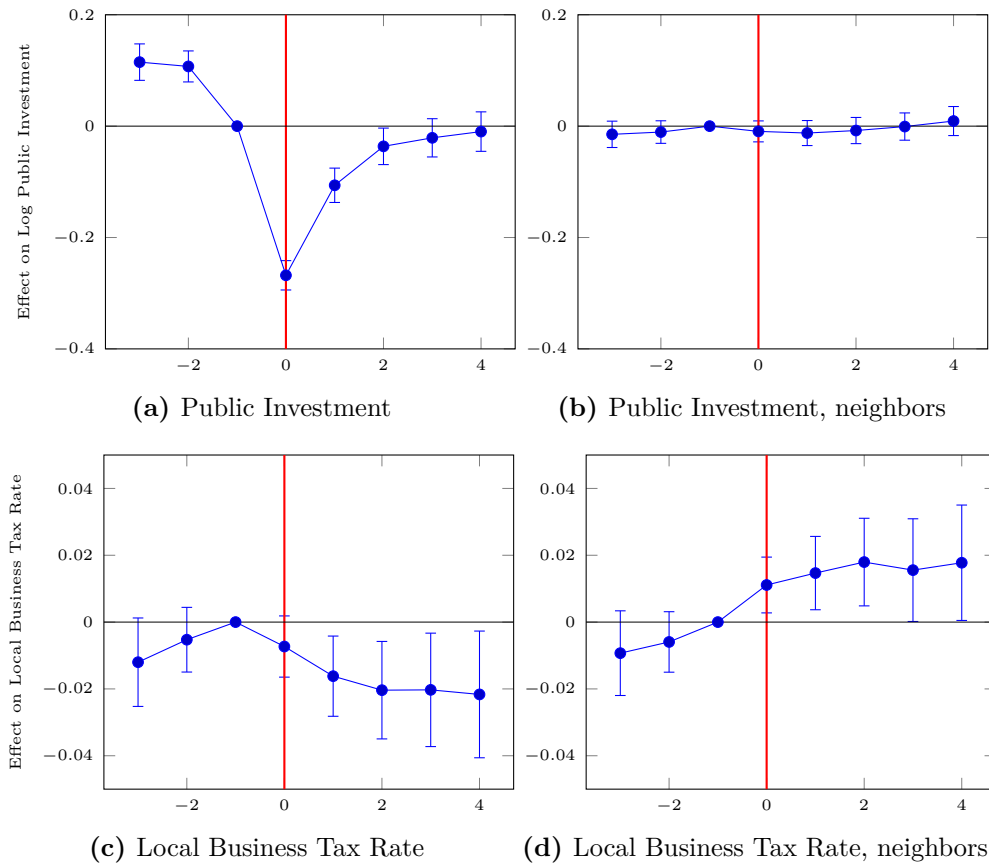 0.2
0
−0.2
−0.4
Effect on Log Public Investment
−2 0 2 4
−2 0 2 4
(a) Public Investment
(b) Public Investment, neighbors
0.04
0.02
0
−0.02
−0.04
Effect on Local Business Tax Rate
−2 0 2 4
0.04
0.02
0
−0.02
−0.04
−2 0 2 4
(c) Local Business Tax Rate
(d) Local Business Tax Rate, neighbors
0.2
0
−0.2
−0.4